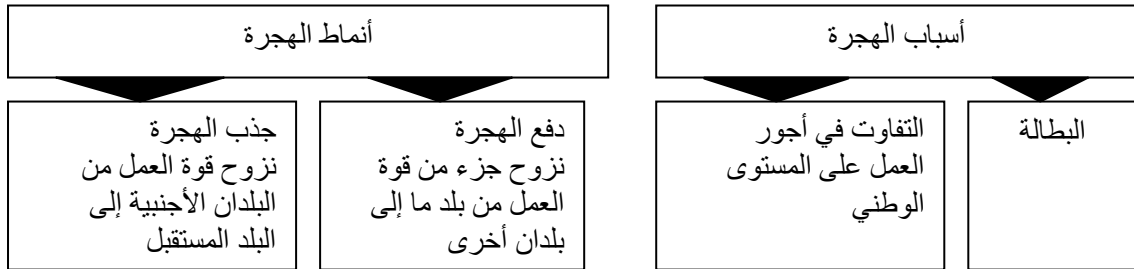 أسباب الهجرة
البطالة
التفاوت في أجور
العمل على المستوى
الوطني
أنماط الهجرة
دفع الهجرة
نزوح جزء من قوة
العمل من بلد ما إلى
بلدان أخرى
جذب الهجرة
نزوح قوة العمل من
البلدان الأجنبية إلى
البلد المستقبل